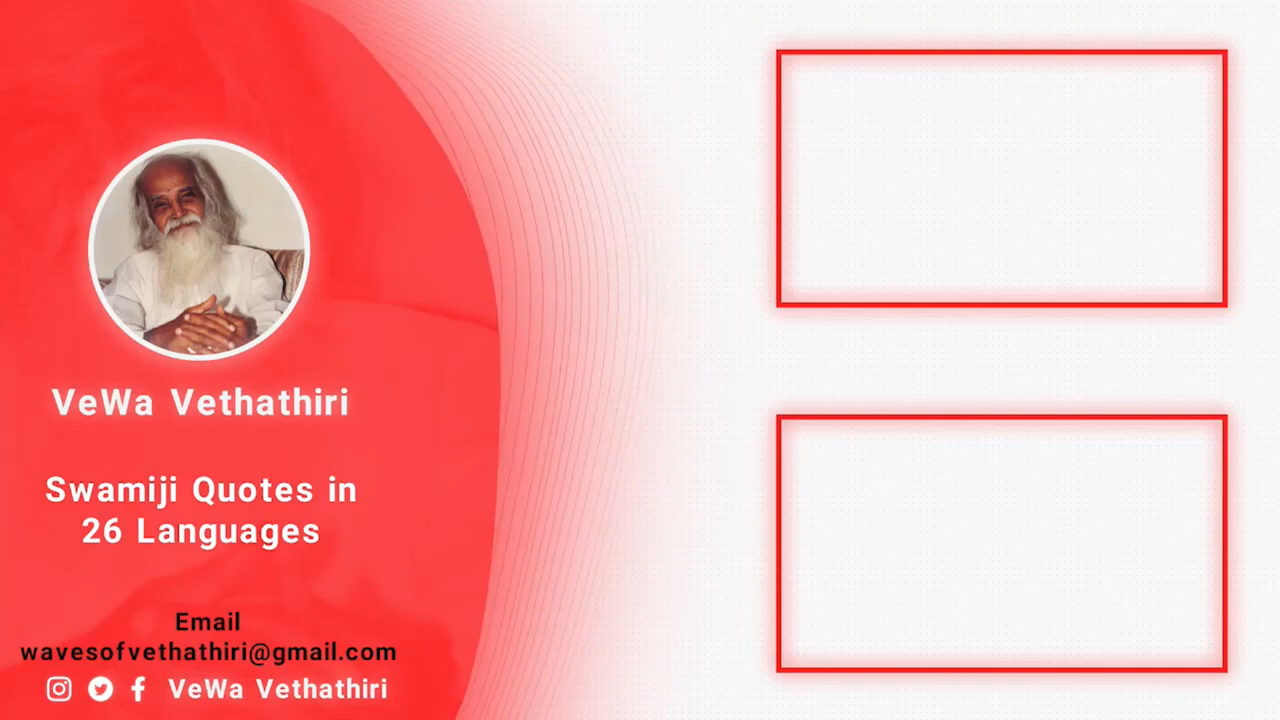 VeWa Vethathiri
Swamiji Quotes in
26 Languages
Email
wavesofvethathiri@gmail.com
VeWa Vethathiri